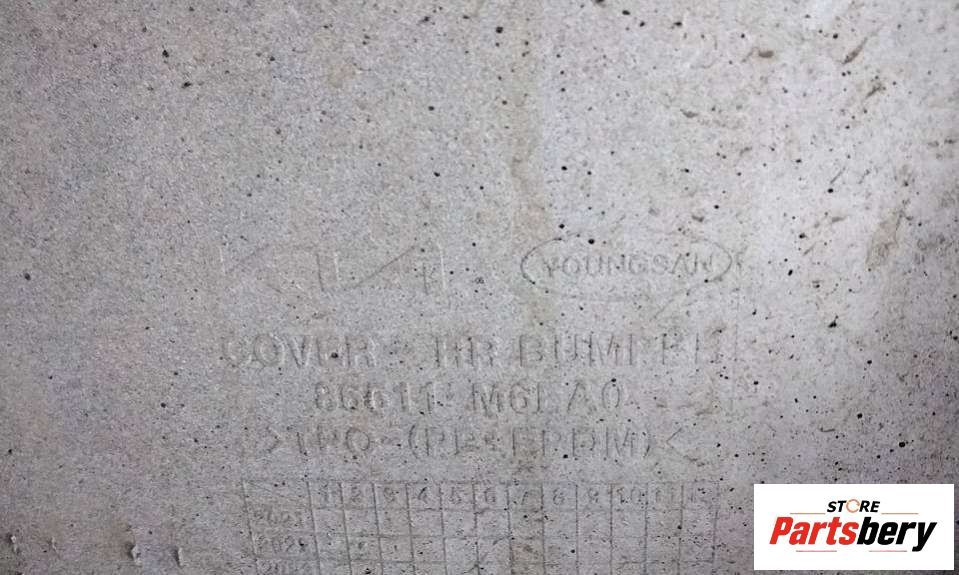 YOUNGSAN
COVER - RR BUMPER
86611-M6LA0
>TPO-(PP+EPDM)<
1 2 3 4 5 6 7 8 9 10 11 12
STORE
Partsbery